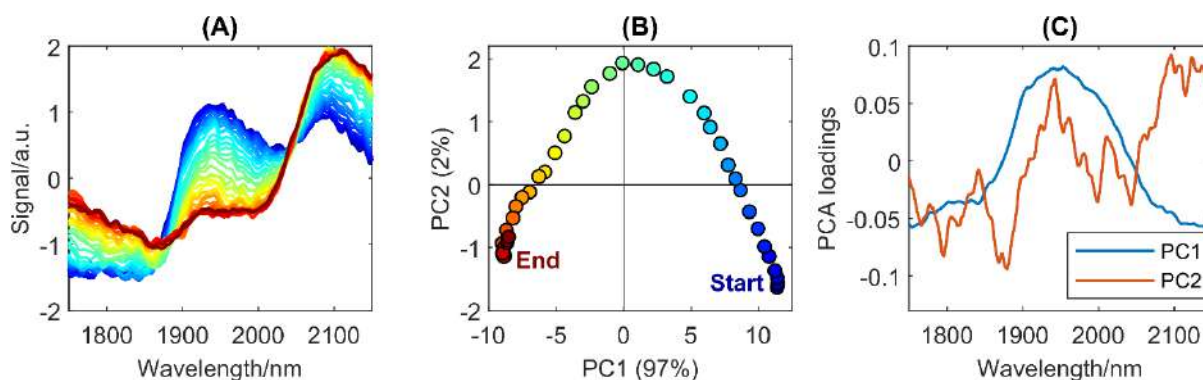 (A)
Signal/a.u.
2
1
0
-1
-2
1800 1900 2000 2100
Wavelength/nm
(B)
PC2 (2%)
2
1
0
-1
-2
End
Start
-10 -5 0 5 10
PC1 (97%)
(C)
PCA loadings
0.1
0.05
0
-0.05
-0.1
PC1
PC2
1800 1900 2000 2100
Wavelength/nm